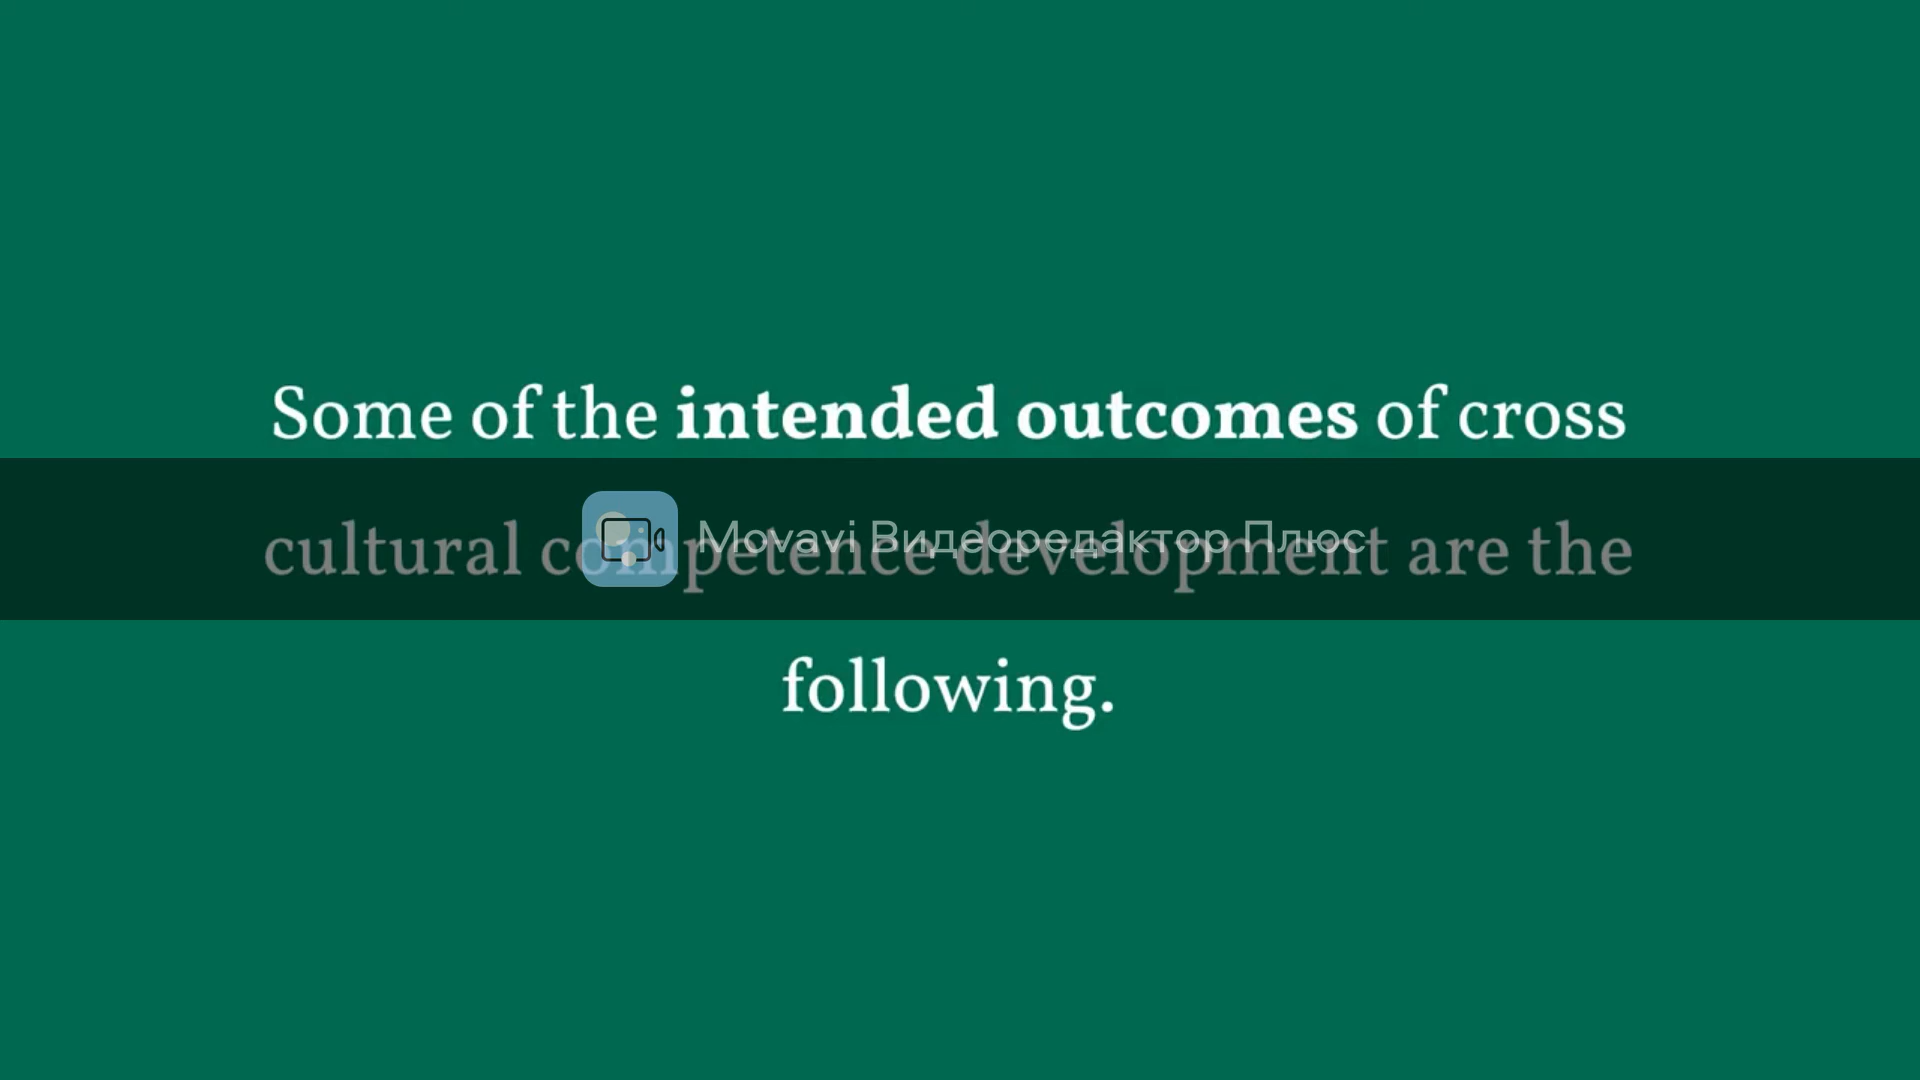 Some of the intended outcomes of cross
cultural competence development are the
Movavi Видеоредактор Плюс
following.